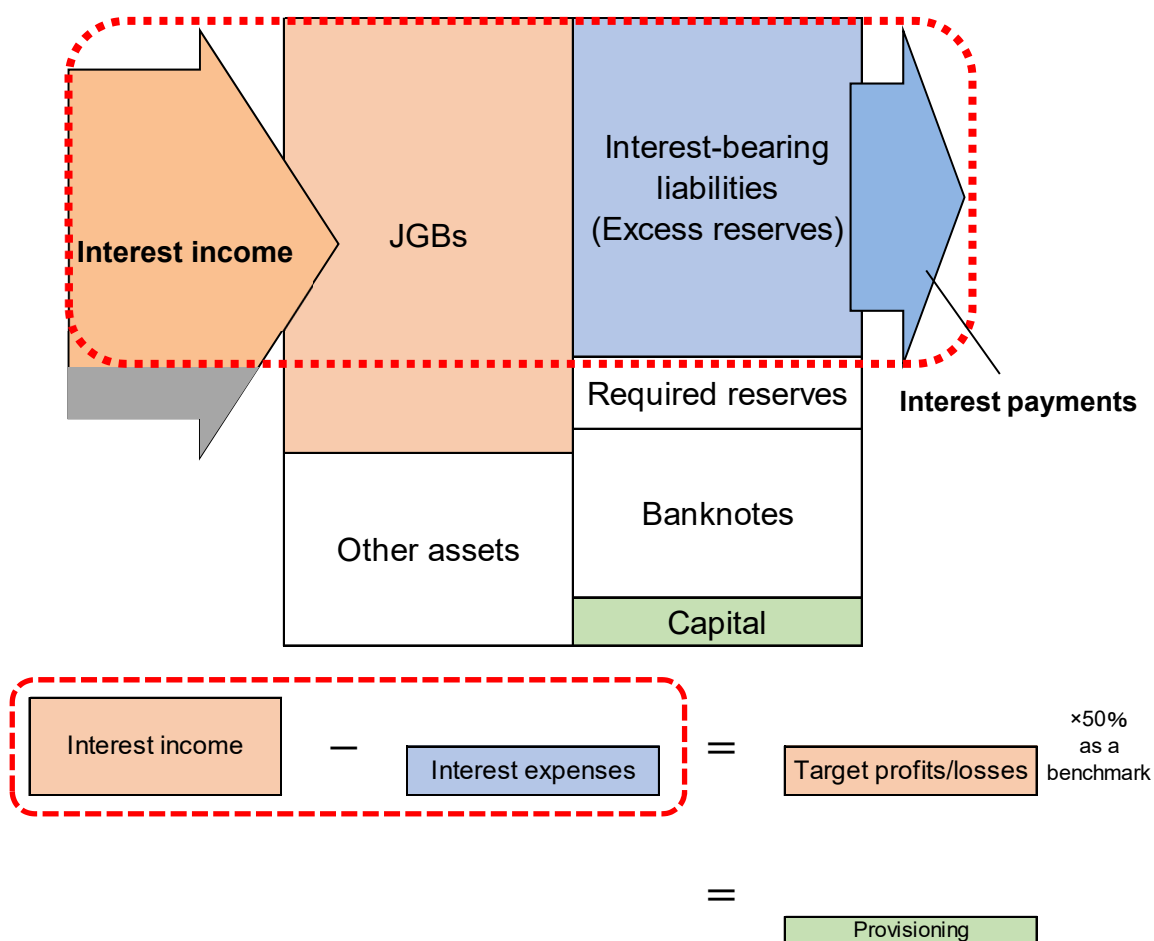 Interest income
JGBs
Interest-bearing
liabilities
(Excess reserves)
Interest payments
Required reserves
Other assets
Banknotes
Capital
Interest income
−
Interest expenses
=
Target profits/losses
×50%
as a
benchmark
=
Provisioning